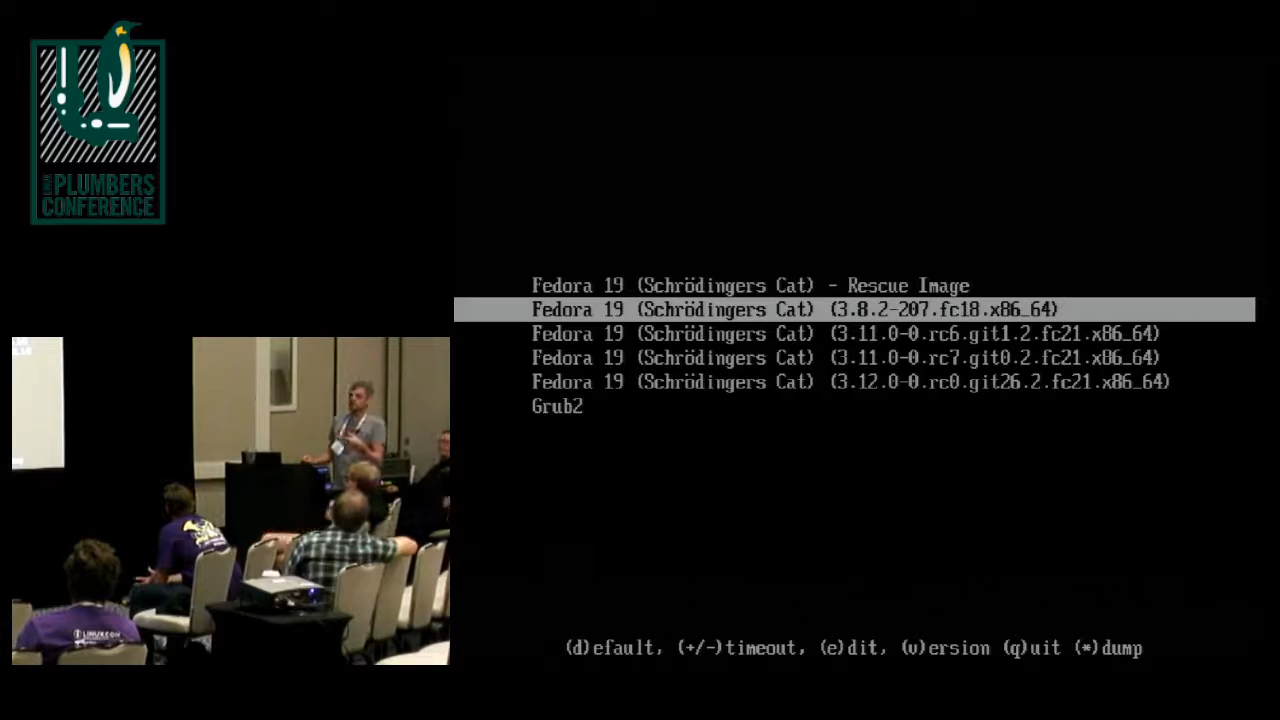 LINUX
PLUMBERS
CONFERENCE
Fedora 19 (Schrödingers Cat) - Rescue Image
Fedora 19 (Schrödingers Cat) (3.8.2-207.fc18.x86_64)
Fedora 19 (Schrödingers Cat) (3.11.0-0.rc6.git1.2.fc21.x86_64)
Fedora 19 (Schrödingers Cat) (3.11.0-0.rc7.git0.2.fc21.x86_64)
Fedora 19 (Schrödingers Cat) (3.12.0-0.rc0.git26.2.fc21.x86_64)
Grub2
(d)efault, (+/-)timeout, (e)dit, (v)ersion (q)uit (*)dump
LINUXCON